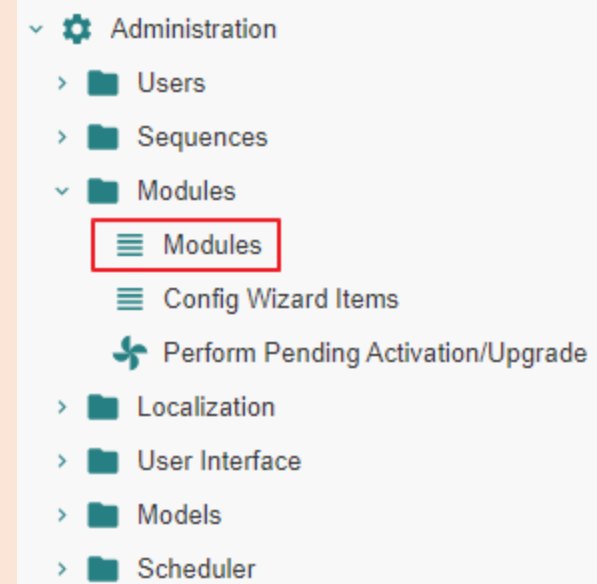 Administration
Users
Sequences
Modules
Modules
Config Wizard Items
Perform Pending Activation/Upgrade
Localization
User Interface
Models
Scheduler